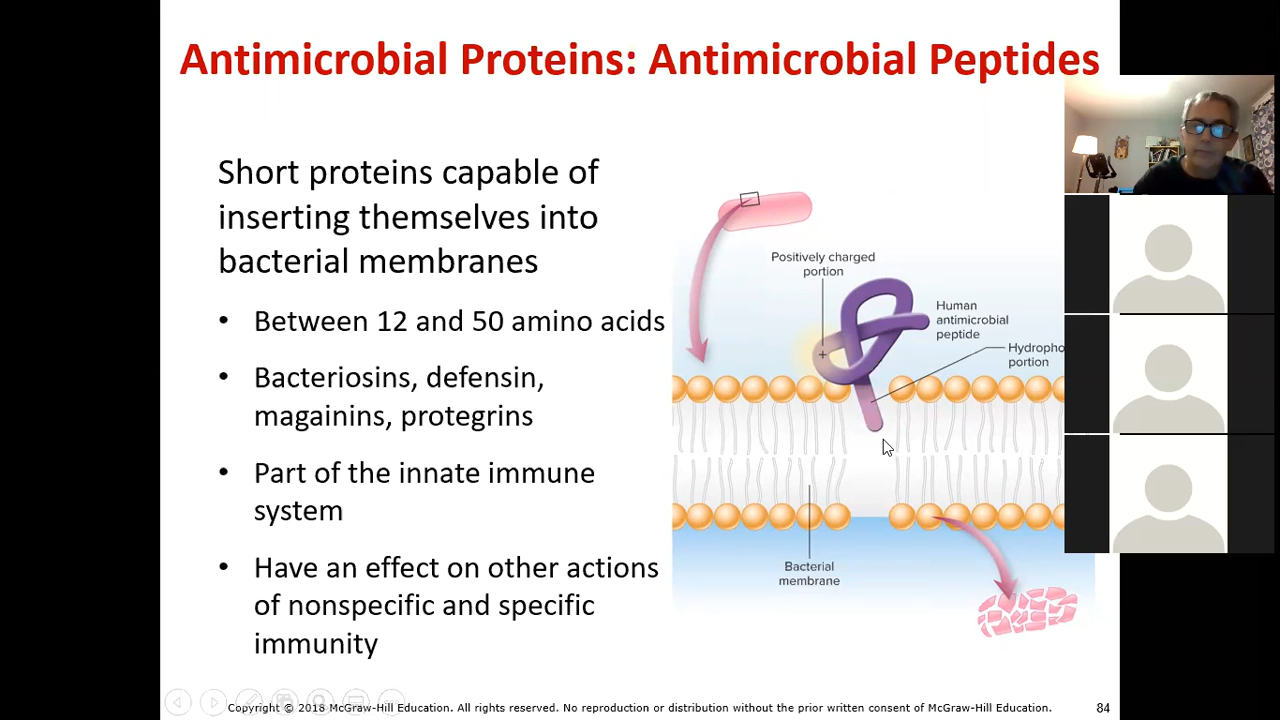 Antimicrobial Proteins: Antimicrobial Peptides
Short proteins capable of
inserting themselves into
bacterial membranes
• Between 12 and 50 amino acids
• Bacteriosins, defensin,
magainins, protegrins
• Part of the innate immune
system
• Have an effect on other actions
of nonspecific and specific
immunity
Positively charged
portion
+
Human
antimicrobial
peptide
Hydropho
portion
Bacterial
membrane
Copyright © 2018 McGraw-Hill Education. All rights reserved. No reproduction or distribution without the prior written consent of McGraw-Hill Education.
84